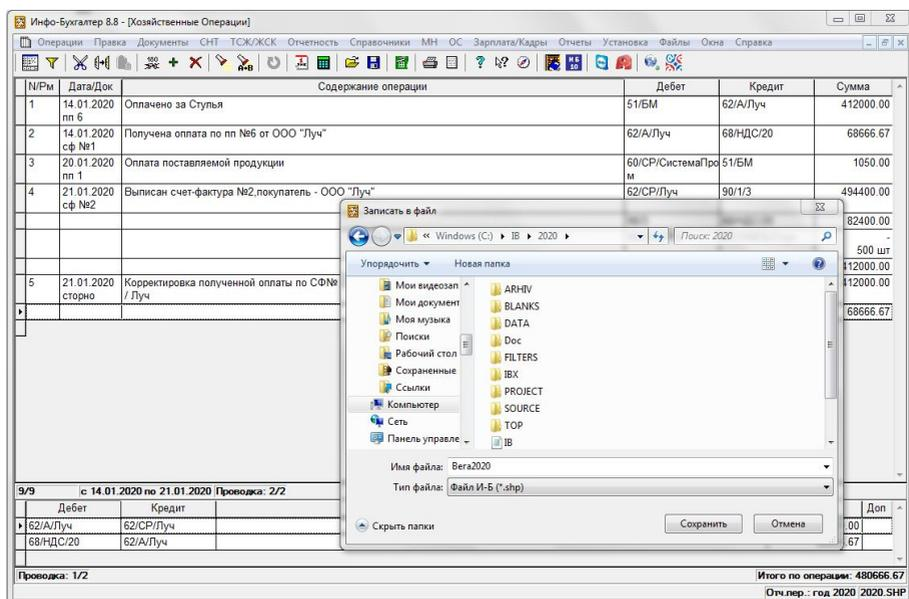 Инфо-Бухгалтер 8.8 - [Хозяйственные Операции]
Операции Правка Документы СНТ ТСЖ/ЖСК Отчетность Справочники МН ОС Зарплата/Кадры Отчеты Установка Файлы Окна Справка
N/Рм Дата/Док Содержание операции Дебет Кредит Сумма
1 14.01.2020 Оплачено за Стулья 51/БМ 62/А/Луч 412000.00
пп 6
2 14.01.2020 Получена оплата по пп №6 от ООО "Луч" 62/А/Луч 68/НДС/20 68666.67
сф №1
3 20.01.2020 Оплата поставляемой продукции 60/СР/СистемаПро 51/БМ 1050.00
пп 1 м
4 21.01.2020 Выписан счет-фактура №2,покупатель - ООО "Луч" 62/СР/Луч 90/1/3 494400.00
сф №2
82400.00
-
500 шт
412000.00
5 21.01.2020 Корректировка полученной оплаты по СФ№ 412000.00
сторно / Луч
68666.67
Записать в файл
« Windows (C:) IB 2020 Поиск: 2020
Упорядочить Новая папка
Мои видеозап
Мои документ
Моя музыка
Поиски
Рабочий стол
Сохраненные
Ссылки
Компьютер
Сеть
Панель управле
ARHIV
BLANKS
DATA
Doc
FILTERS
IBX
PROJECT
SOURCE
TOP
IB
Имя файла: Вега2020
Тип файла: Файл И-Б (*.shp)
Скрыть папки Сохранить Отмена
9/9 с 14.01.2020 по 21.01.2020 Проводка: 2/2
Дебет Кредит Доп
62/А/Луч 62/СР/Луч .00
68/НДС/20 62/А/Луч .67
Проводка: 1/2 Итого по операции: 480666.67
Отч.пер.: год 2020 2020.SHP